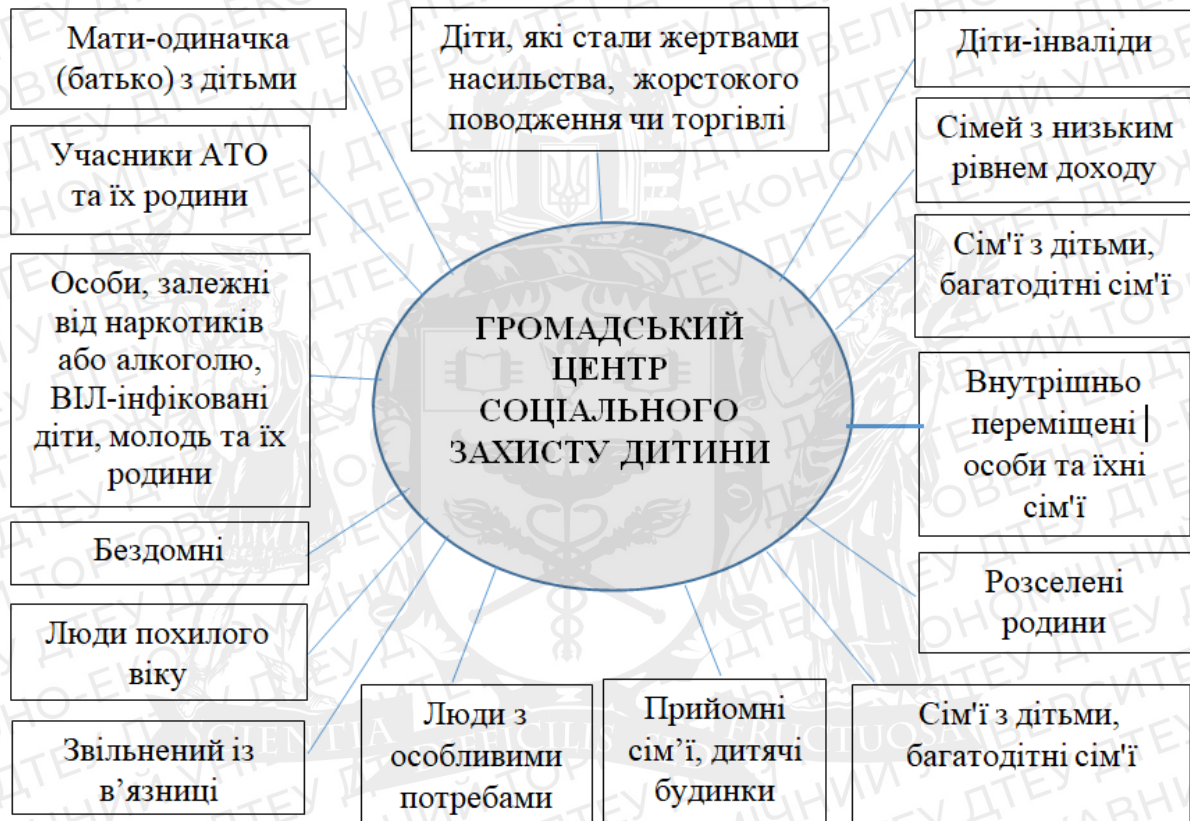 Мати-одиначка
(батько) з дітьми
Діти, які стали жертвами
насильства, жорстокого
поводження чи торгівлі
Діти-інваліди
Учасники АТО
та їх родини
Сімей з низьким
рівнем доходу
Особи, залежні
від наркотиків
або алкоголю,
ВІЛ-інфіковані
діти, молодь та їх
родини
Сім'ї з дітьми,
багатодітні сім'ї
ГРОМАДСЬКИЙ
ЦЕНТР
СОЦІАЛЬНОГО
ЗАХИСТУ ДИТИНИ
Внутрішньо
переміщені
особи та їхні
сім'ї
Бездомні
Розселені
родини
Люди похилого
віку
Звільнений із
в’язниці
Люди з
особливими
потребами
Прийомні
сім’ї, дитячі
будинки
Сім'ї з дітьми,
багатодітні сім'ї